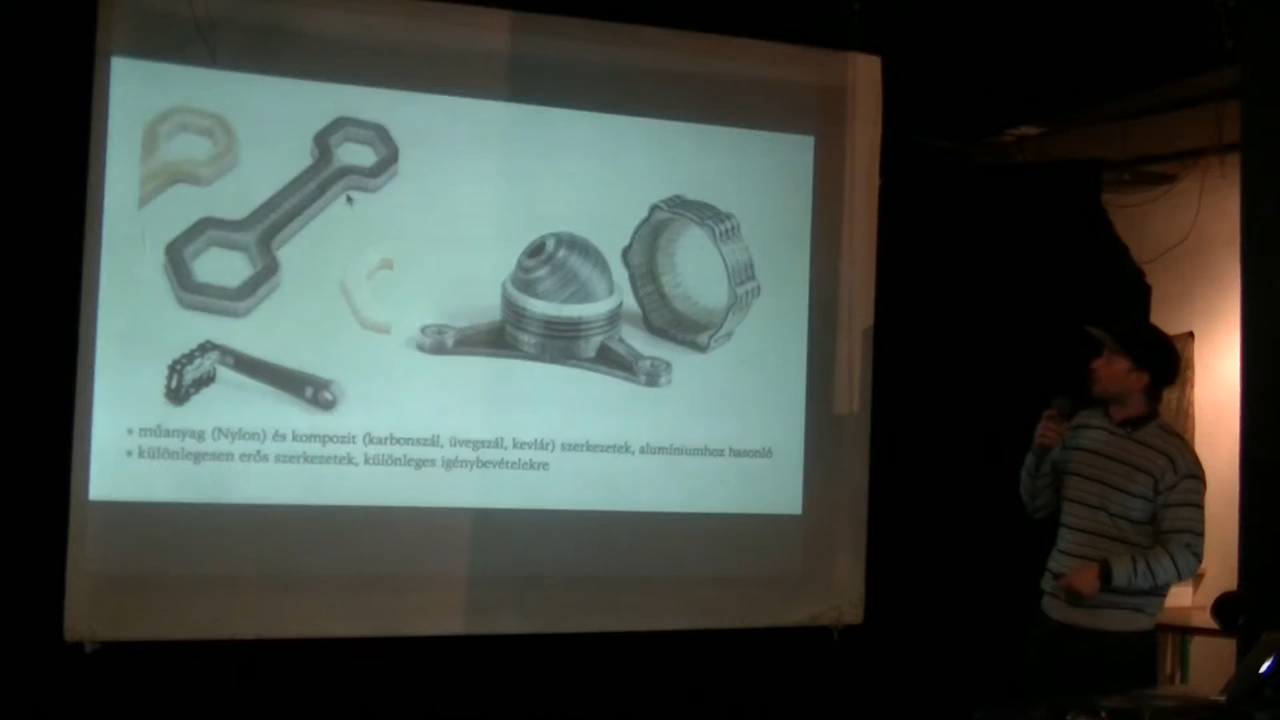 » műanyag (Nylon) és kompozit (karbonszál, üvegszál, kevlár) szerkezetek, alumíniumhoz hasonló
» különlegesen erős szerkezetek, különleges igénybevételekre